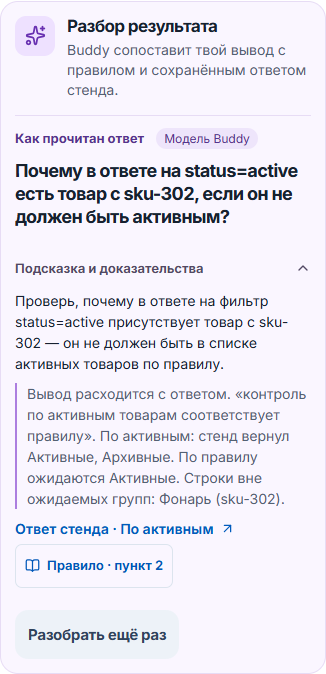 Разбор результата
Buddy сопоставит твой вывод с
правилом и сохранённым ответом
стенда.
Как прочитан ответ Модель Buddy
Почему в ответе на status=active
есть товар с sku-302, если он не
должен быть активным?
Подсказка и доказательства
Проверь, почему в ответе на фильтр
status=active присутствует товар с sku-
302 — он не должен быть в списке
активных товаров по правилу.
Вывод расходится с ответом. «контроль
по активным товарам соответствует
правилу». По активным: стенд вернул
Активные, Архивные. По правилу
ожидаются Активные. Строки вне
ожидаемых групп: Фонарь (sku-302).
Ответ стенда · По активным
Правило · пункт 2
Разобрать ещё раз